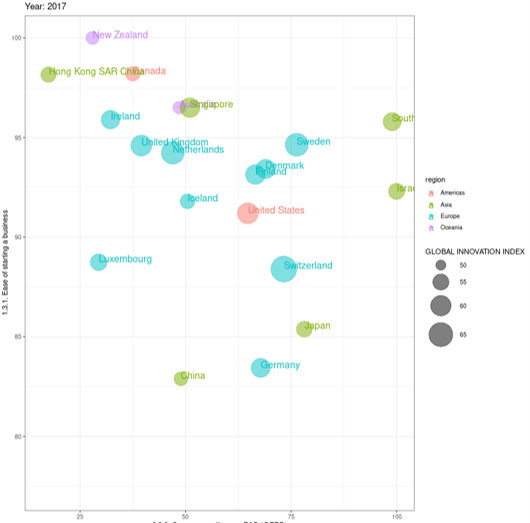 Year: 2017
100
95
90
85
80
1.3.1. Ease of starting a business
New Zealand
Hong Kong SAR China
Canada
Singapore
Ireland
South
United Kingdom
Netherlands
Sweden
Denmark
Finland
Israe
Iceland
United States
Luxembourg
Switzerland
Japan
Germany
China
25
50
75
100
region
Americas
Asia
Europe
Oceania
GLOBAL INNOVATION INDEX
50
55
60
65